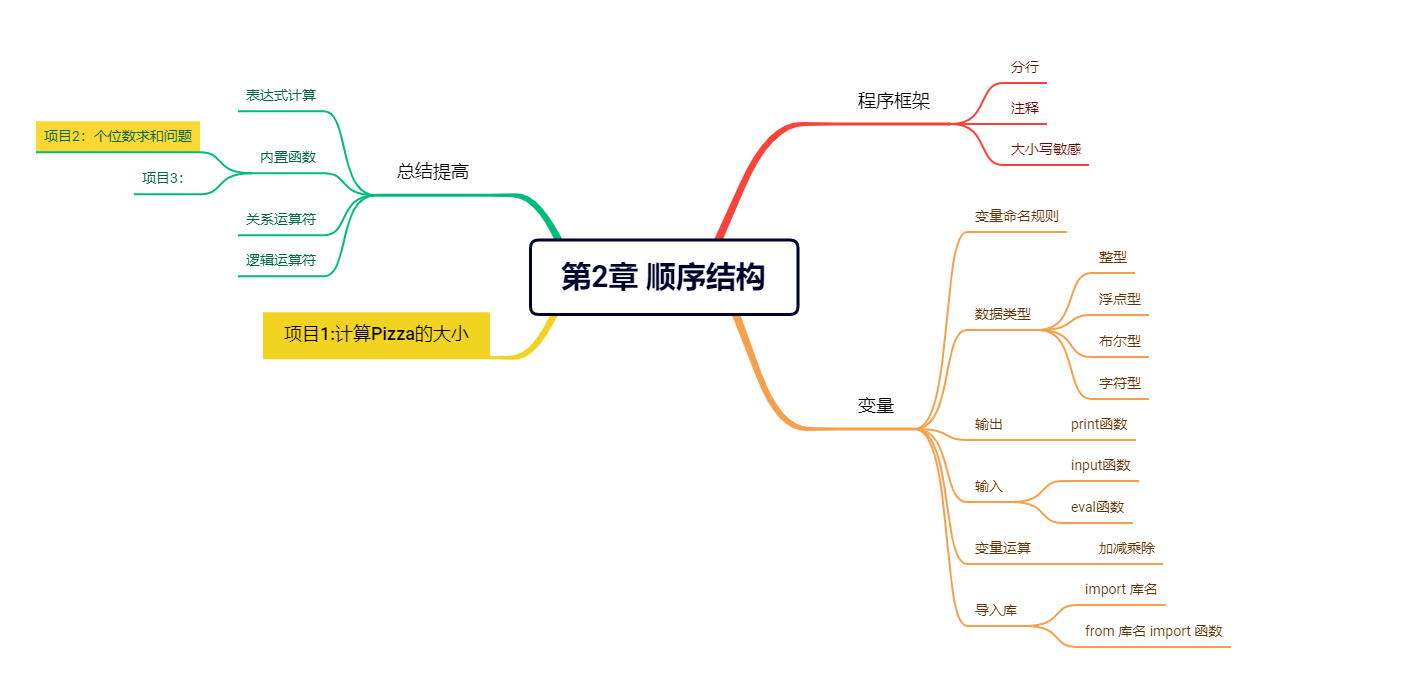 第2章 顺序结构
程序框架
分行
注释
大小写敏感
变量
变量命名规则
数据类型
整型
浮点型
布尔型
字符型
输出
print函数
输入
input函数
eval函数
变量运算
加减乘除
导入库
import 库名
from 库名 import 函数
总结提高
表达式计算
内置函数
项目2：个位数求和问题
项目3：
关系运算符
逻辑运算符
项目1:计算Pizza的大小